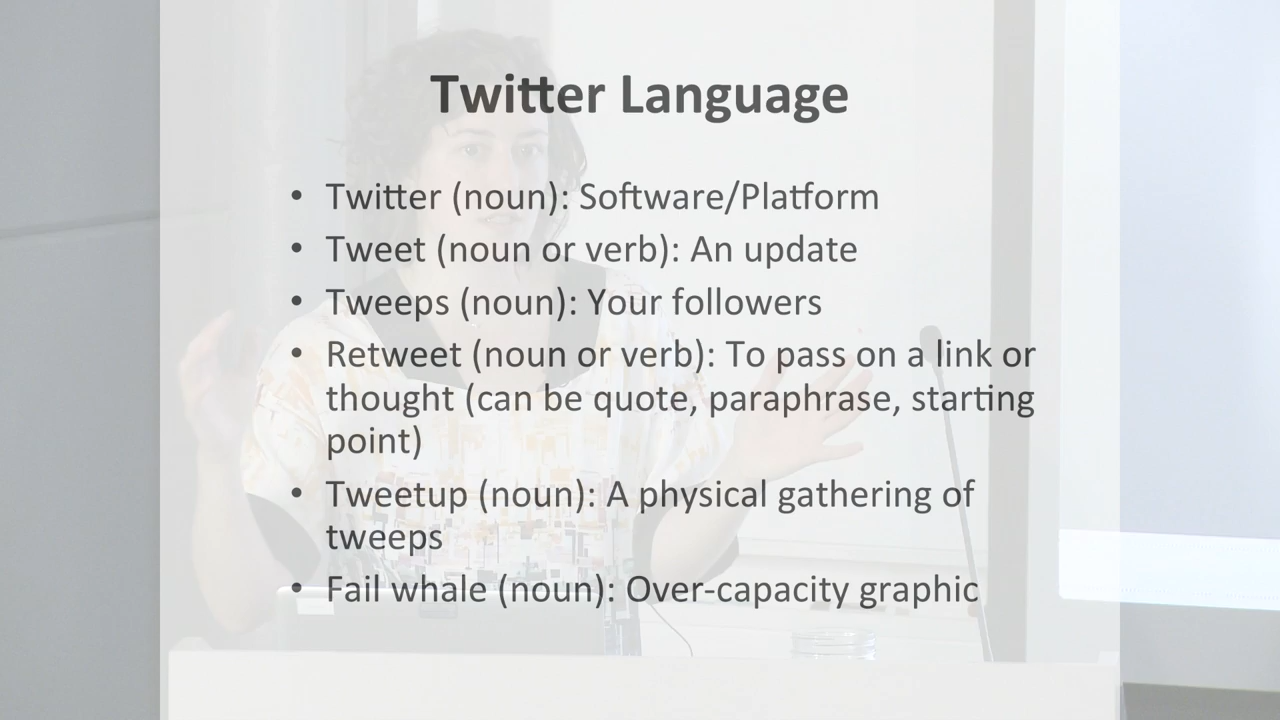 Twitter Language
• Twitter (noun): Software/Platform
• Tweet (noun or verb): An update
• Tweeps (noun): Your followers
• Retweet (noun or verb): To pass on a link or
thought (can be quote, paraphrase, starting
point)
• Tweetup (noun): A physical gathering of
tweeps
• Fail whale (noun): Over-capacity graphic